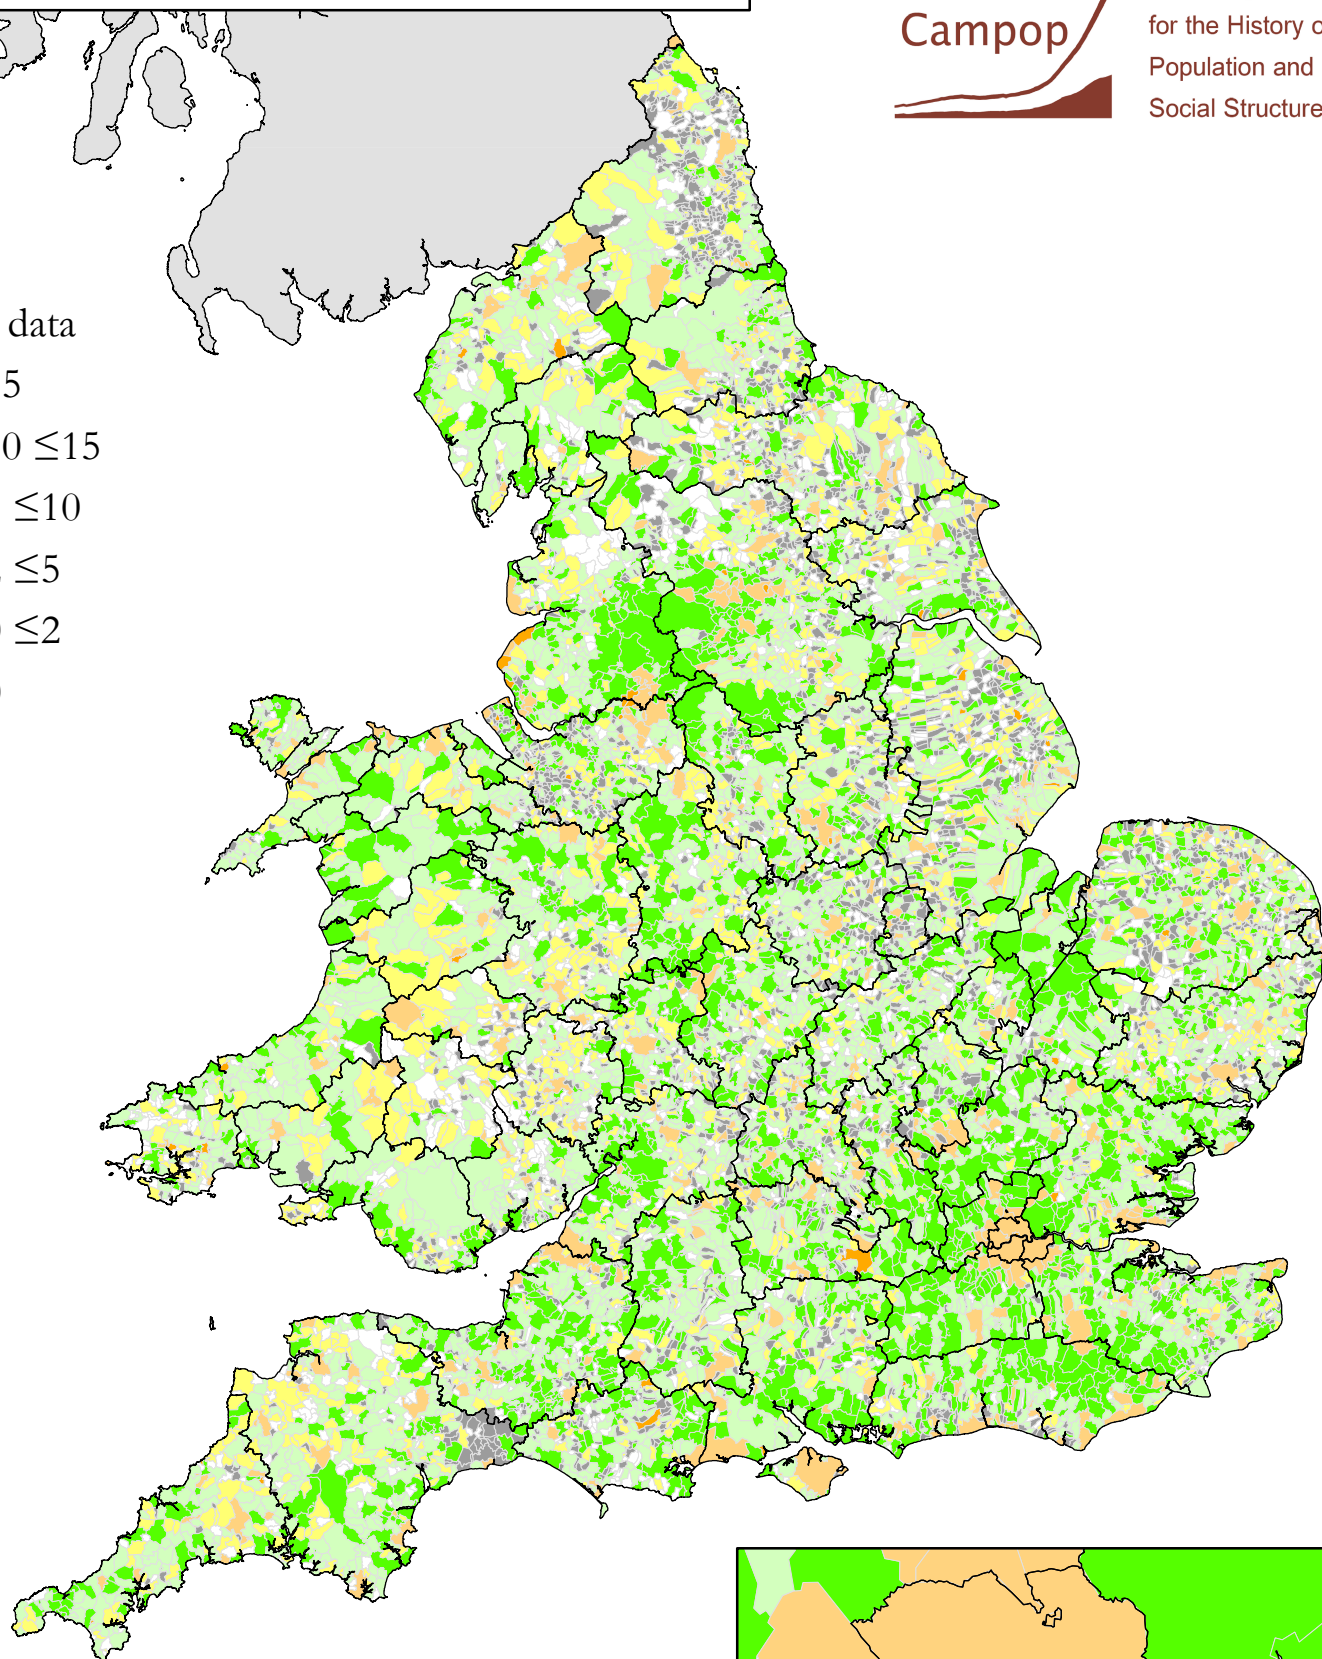 Campop
for the History o
Population and
Social Structure
data
5
0 ≤15
≤10
≤5
≤2